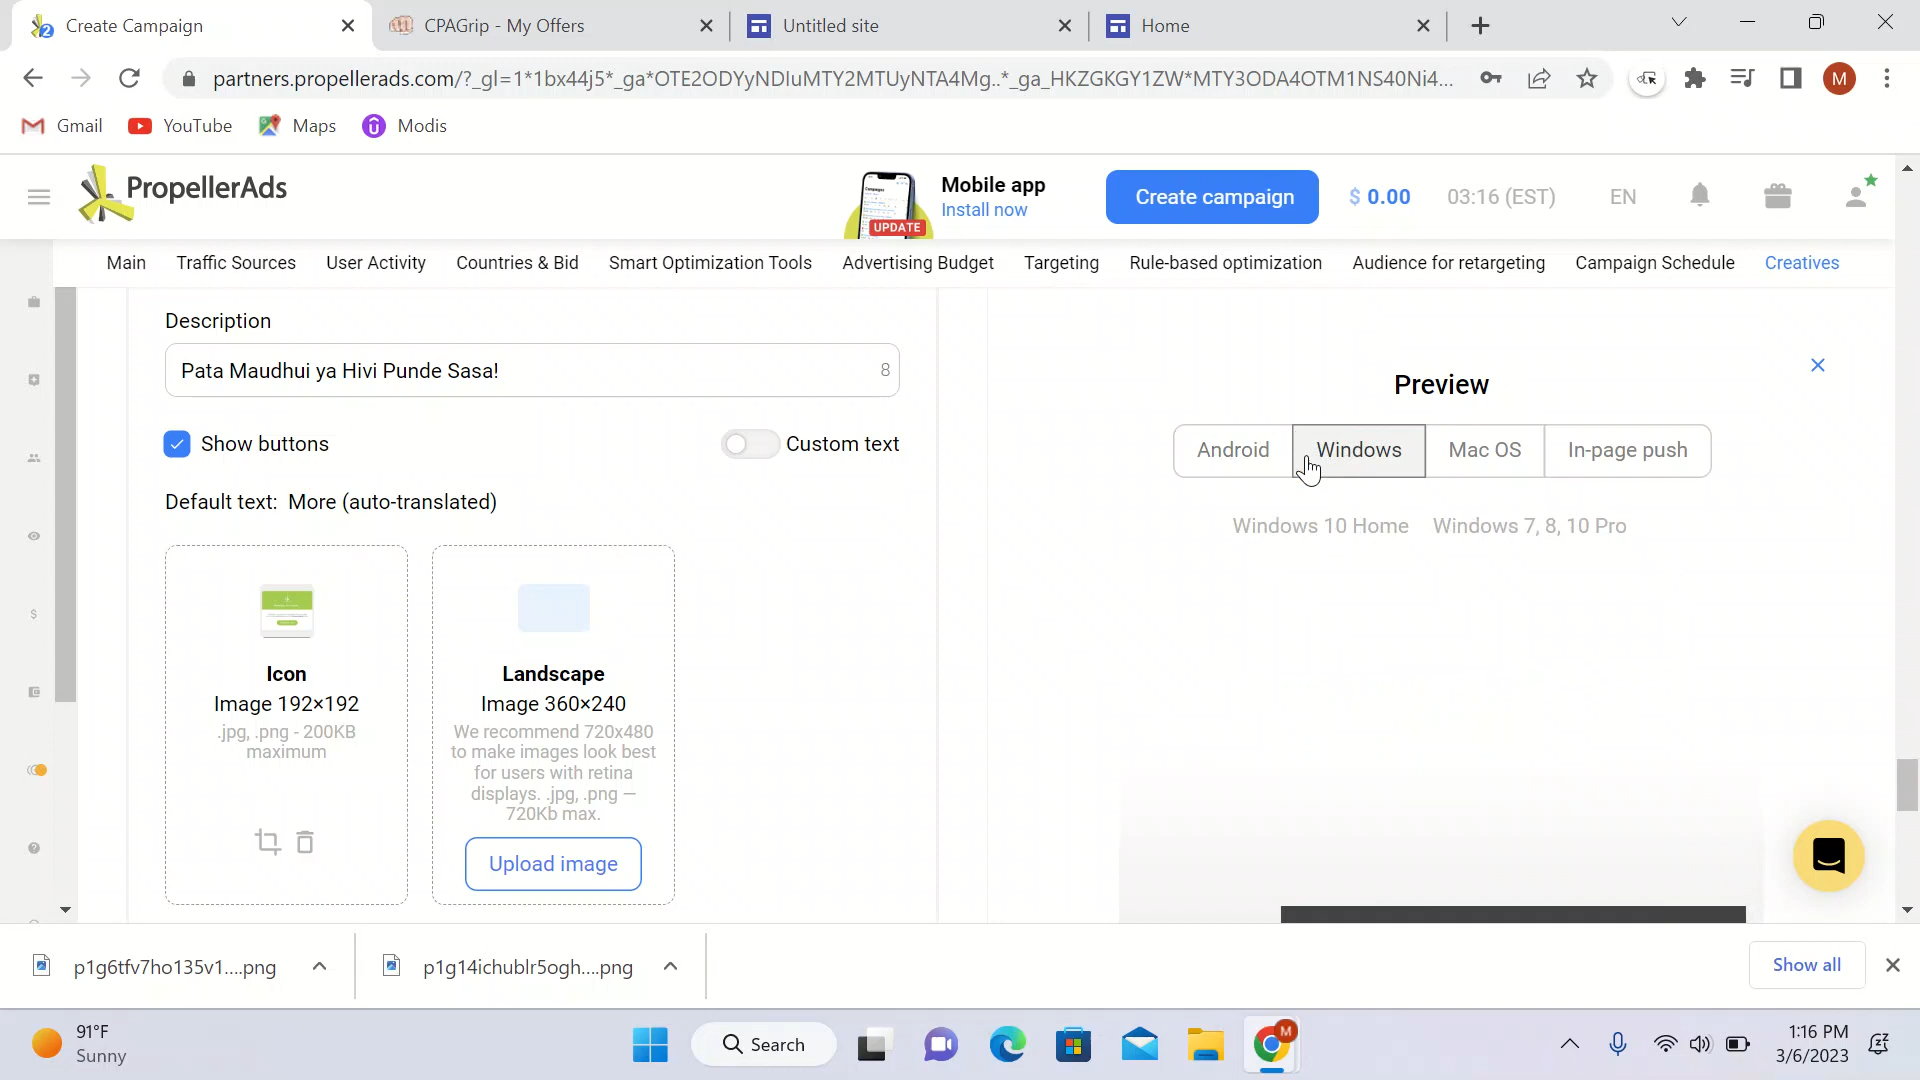 Create Campaign
CPAGrip - My Offers
Untitled site
Home
partners.propellerads.com/?_gl=1*1bx44j5*_ga*OTE2ODYyNDIuMTY2MTUyNTA4Mg..*_ga_HKZGKGY1ZW*MTY3ODA4OTM1NS40Ni4...
M
Gmail
YouTube
Maps
Modis
PropellerAds
UPDATE
Mobile app
Install now
Create campaign
$ 0.00
03:16 (EST)
EN
Main
Traffic Sources
User Activity
Countries & Bid
Smart Optimization Tools
Advertising Budget
Targeting
Rule-based optimization
Audience for retargeting
Campaign Schedule
Creatives
Description
Pata Maudhui ya Hivi Punde Sasa!
8
Show buttons
Custom text
Default text: More (auto-translated)
Icon
Image 192×192
.jpg, .png - 200KB
maximum
Landscape
Image 360×240
We recommend 720x480
to make images look best
for users with retina
displays. .jpg, .png —
720Kb max.
Upload image
Preview
Android
Windows
Mac OS
In-page push
Windows 10 Home
Windows 7, 8, 10 Pro
p1g6tfv7ho135v1....png
p1g14ichublr5ogh....png
Show all
91°F
Sunny
Search
M
1:16 PM
3/6/2023